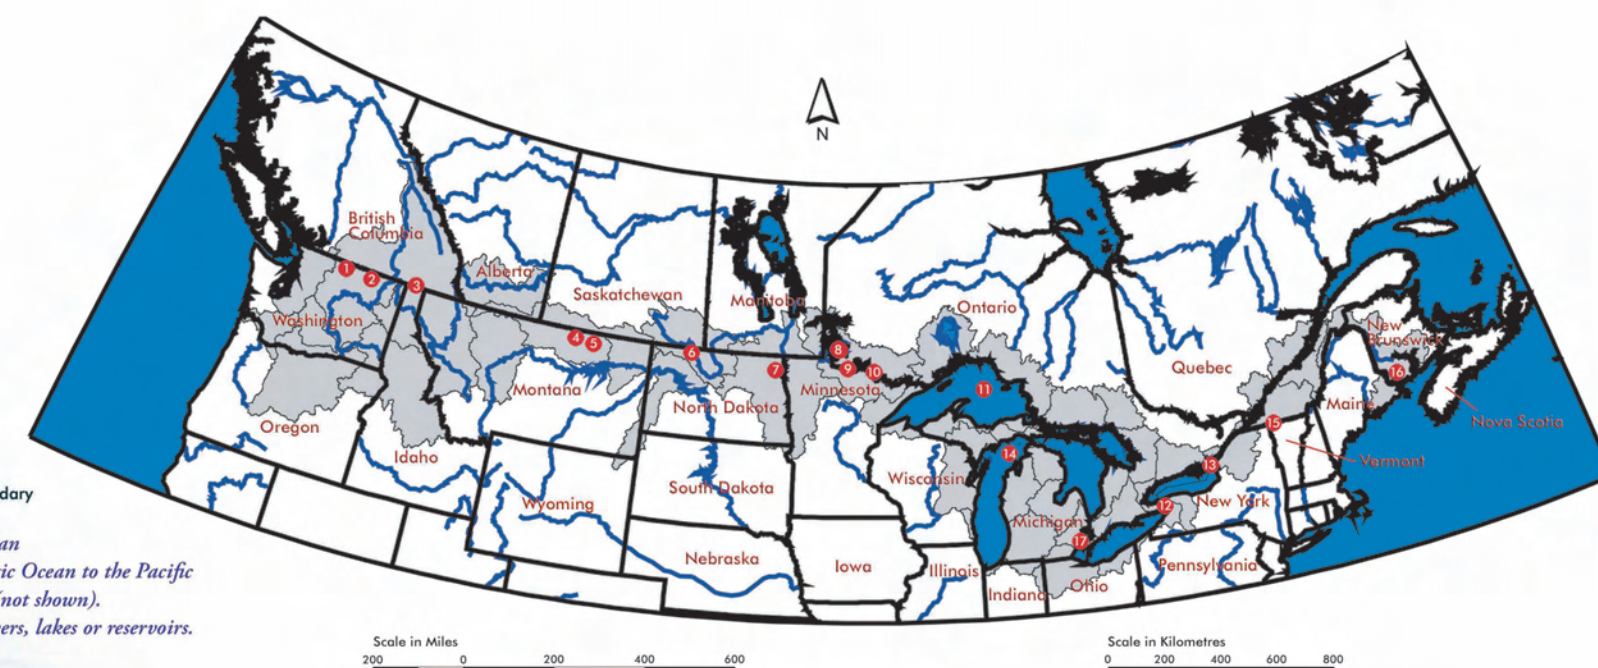 N
British
Columbia
1
2
3
Alberta
Saskatchewan
Manitoba
Ontario
Quebec
New
Brunswick
Nova Scotia
Washington
4
5
6
7
8
9
10
11
16
Montana
North Dakota
Minnesota
Maine
15
Oregon
Idaho
Wisconsin
14
13
Vermont
Wyoming
South Dakota
Michigan
12
New York
17
Nebraska
Iowa
Illinois
Indiana
Ohio
Pennsylvania
dary
an
ic Ocean to the Pacific
(not shown).
ers, lakes or reservoirs.
Scale in Miles
200 0 200 400 600
Scale in Kilometres
0 200 400 600 800